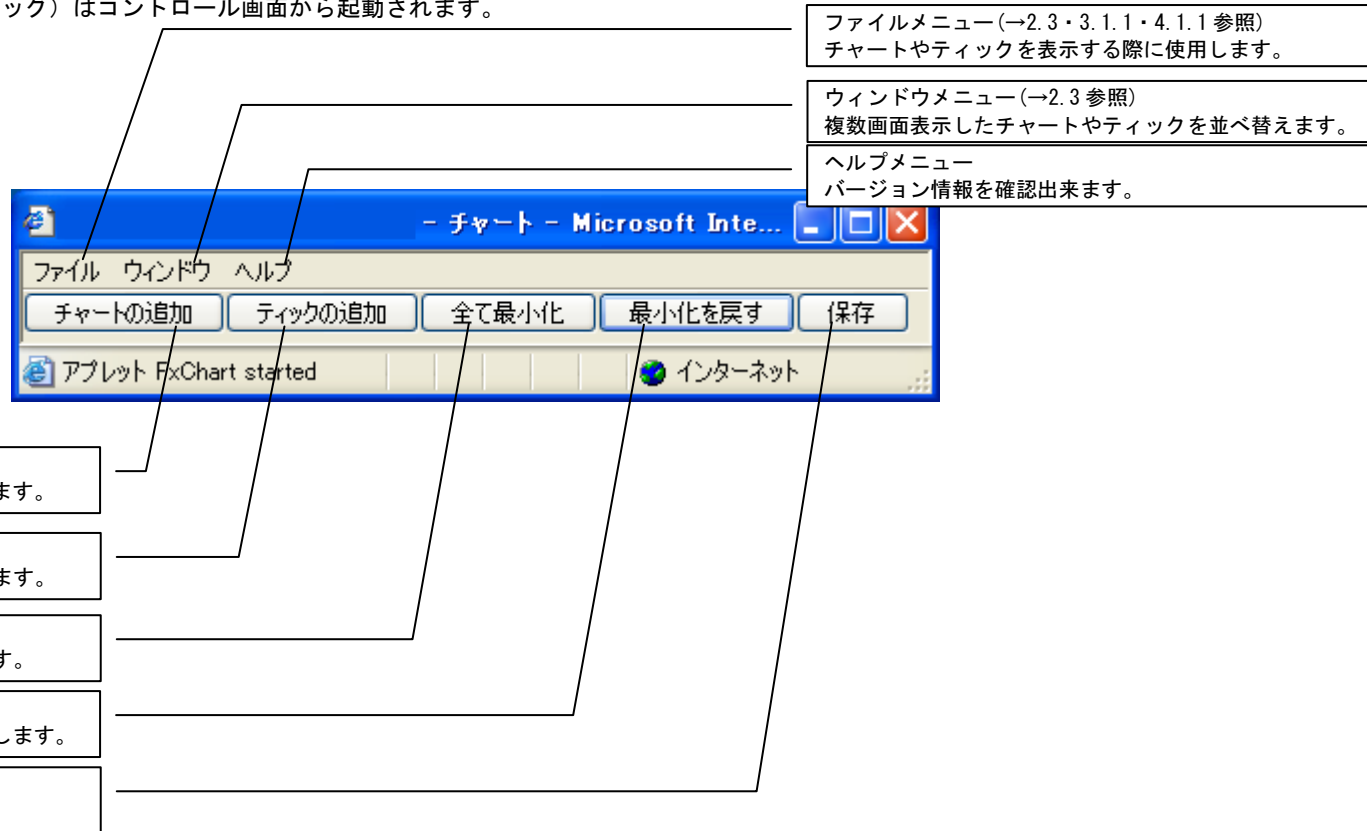 ック）はコントロール画面から起動されます。
ファイルメニュー(→2.3・3.1.1・4.1.1参照)
チャートやティックを表示する際に使用します。
ウィンドウメニュー(→2.3参照)
複数画面表示したチャートやティックを並べ替えます。
ヘルプメニュー
バージョン情報を確認出来ます。
- チャート - Microsoft Inte...
ファイル ウィンドウ ヘルプ
チャートの追加 ティックの追加 全て最小化 最小化を戻す 保存
アプレット FxChart started インターネット
ます。
ます。
す。
します。